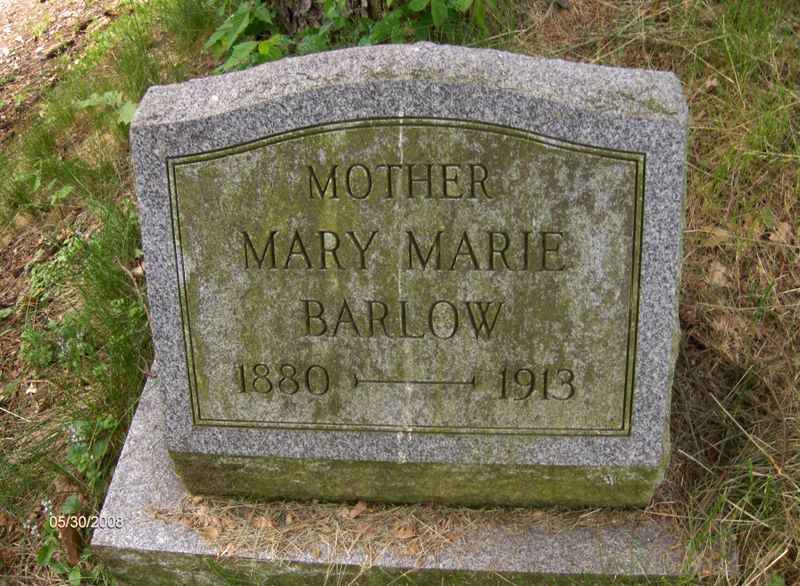 MOTHER
MARY MARIE
BARLOW
1880 — 1913
05/30/2008